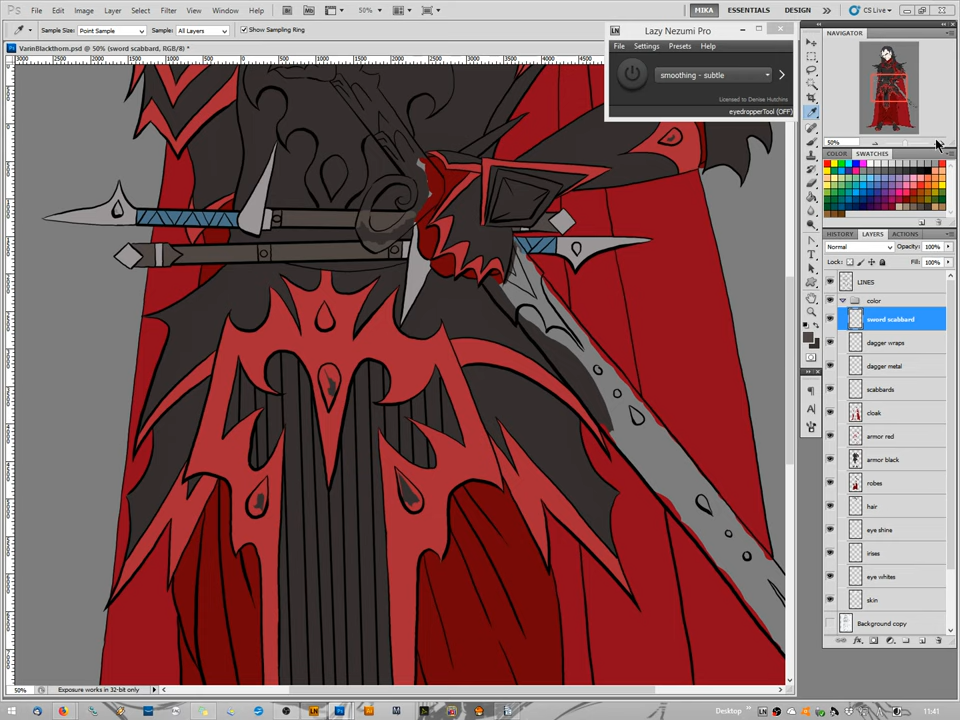 PS File Edit Image Layer Select Filter View Window Help 50% MIKA ESSENTIALS DESIGN CS Live
Sample Size: Point Sample Sample: All Layers Show Sampling Ring
VarinBlackthorn.psd @ 50% (sword scabbard, RGB/8) *
LN Lazy Nezumi Pro
File Settings Presets Help
smoothing - subtle
Licensed to Denise Hutchins
eyedropperTool (OFF)
NAVIGATOR
50%
COLOR SWATCHES
HISTORY LAYERS ACTIONS
Normal Opacity: 100%
Lock: Fill: 100%
LINES
color
sword scabbard
dagger wraps
dagger metal
scabbards
cloak
armor red
armor black
robes
hair
eye shine
irises
eye whites
skin
Background copy
50% Exposure works in 32-bit only
Desktop 11:41